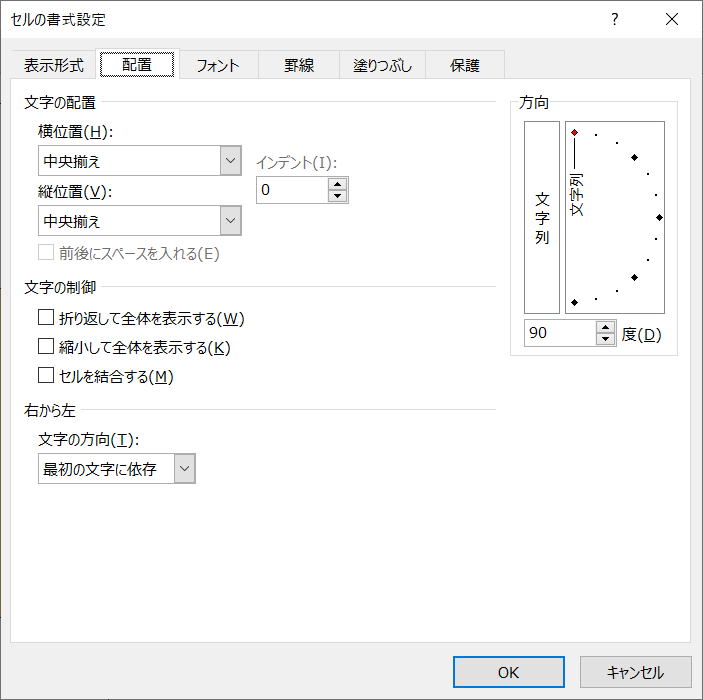 セルの書式設定
表示形式 配置 フォント 罫線 塗りつぶし 保護
文字の配置
横位置(H):
中央揃え
インデント(I):
0
縦位置(V):
中央揃え
前後にスペースを入れる(E)
文字の制御
折り返して全体を表示する(W)
縮小して全体を表示する(K)
セルを結合する(M)
右から左
文字の方向(T):
最初の文字に依存
方向
文字列
文字列
90 度(D)
OK キャンセル